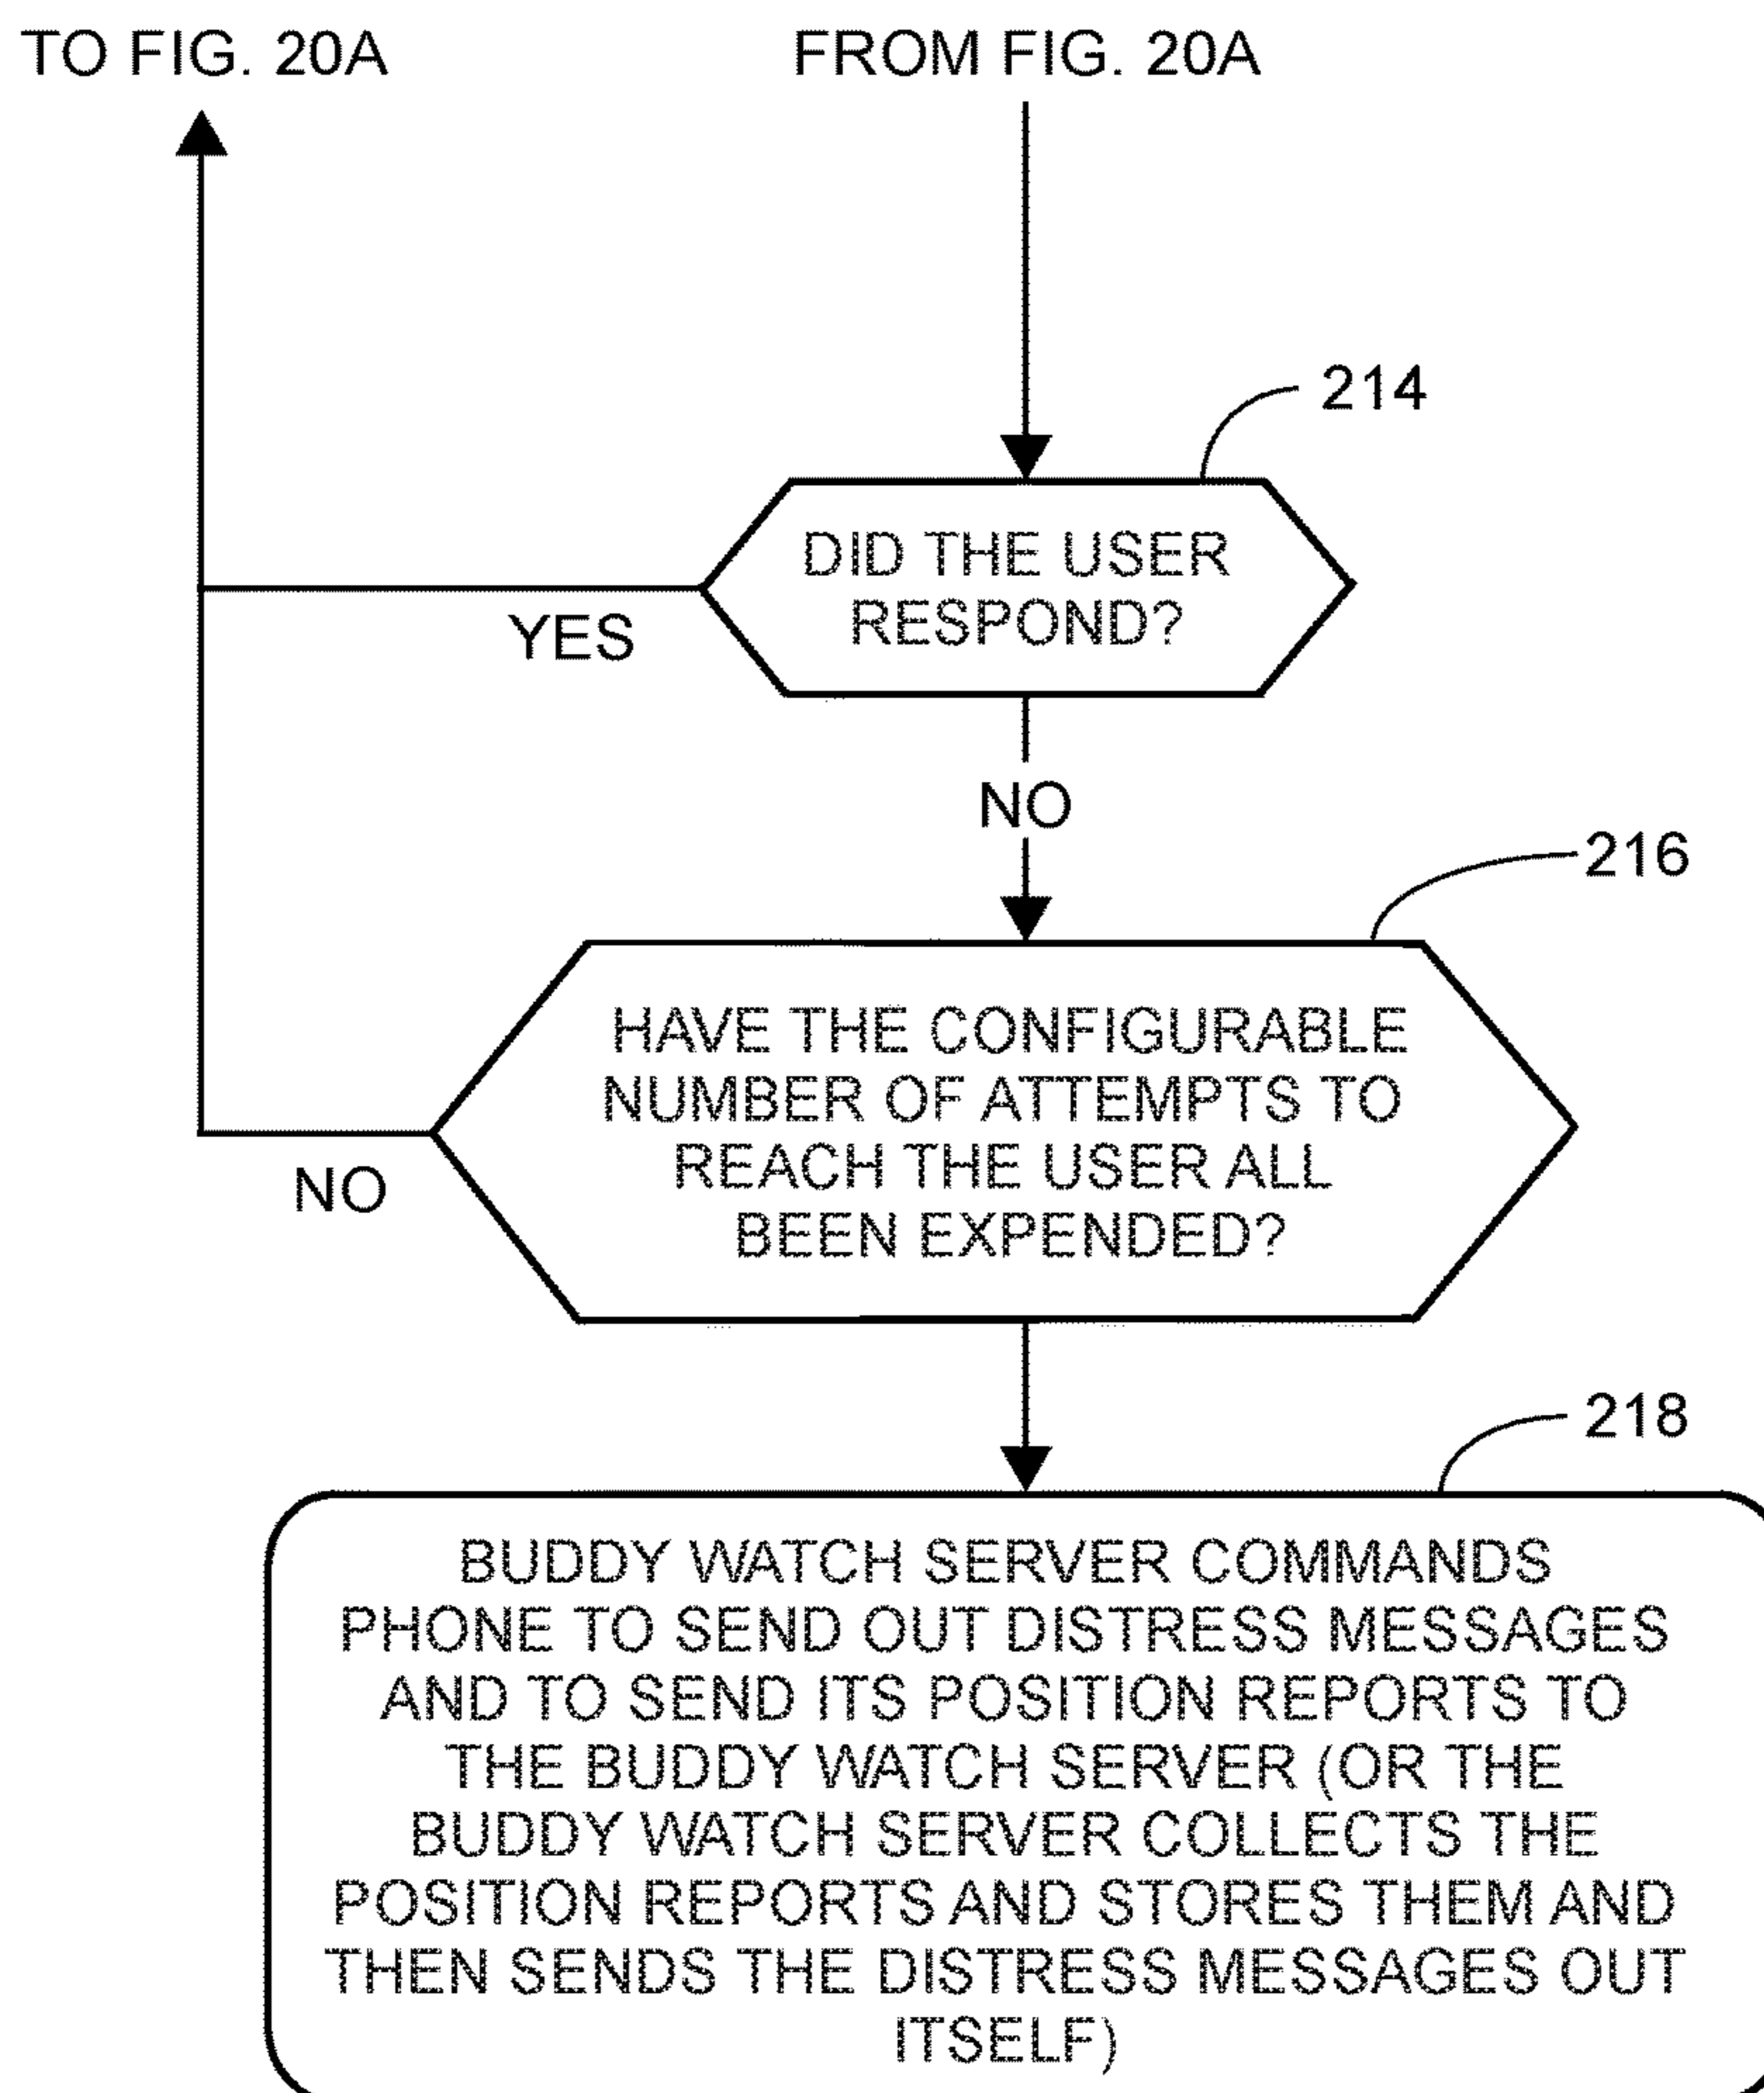 TO FIG. 20A
FROM FIG. 20A
214
DID THE USER
RESPOND?
YES
NO
216
HAVE THE CONFIGURABLE
NUMBER OF ATTEMPTS TO
REACH THE USER ALL
BEEN EXPENDED?
NO
218
BUDDY WATCH SERVER COMMANDS
PHONE TO SEND OUT DISTRESS MESSAGES
AND TO SEND ITS POSITION REPORTS TO
THE BUDDY WATCH SERVER (OR THE
BUDDY WATCH SERVER COLLECTS THE
POSITION REPORTS AND STORES THEM AND
THEN SENDS THE DISTRESS MESSAGES OUT
ITSELF)